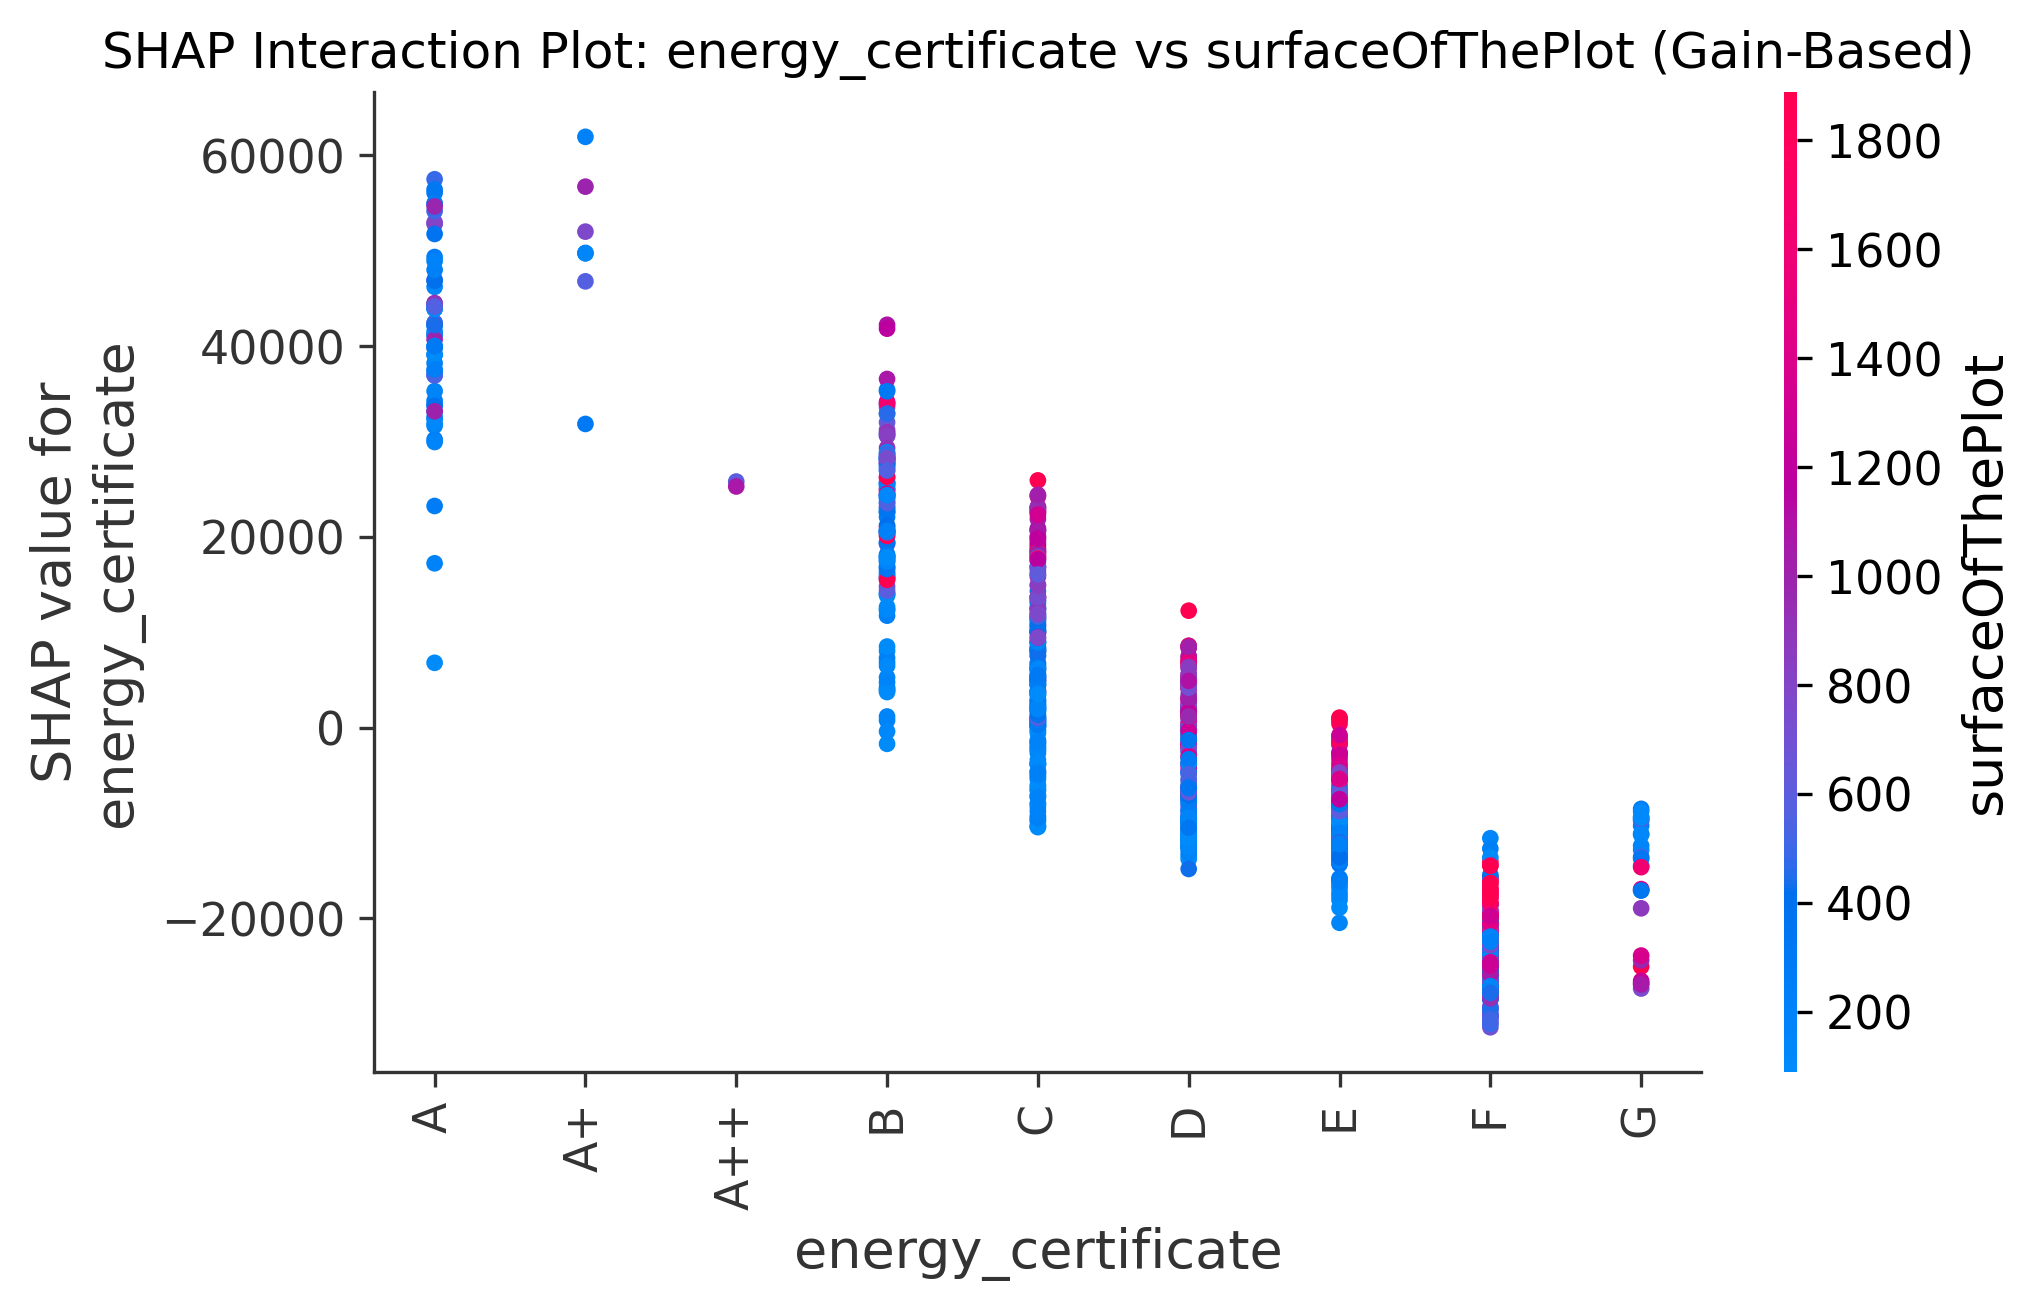 SHAP Interaction Plot: energy_certificate vs surfaceOfThePlot (Gain-Based)
SHAP value for
energy_certificate
60000
40000
20000
0
−20000
A
A+
A++
B
C
D
E
F
G
energy_certificate
1800
1600
1400
1200
1000
800
600
400
200
surfaceOfThePlot